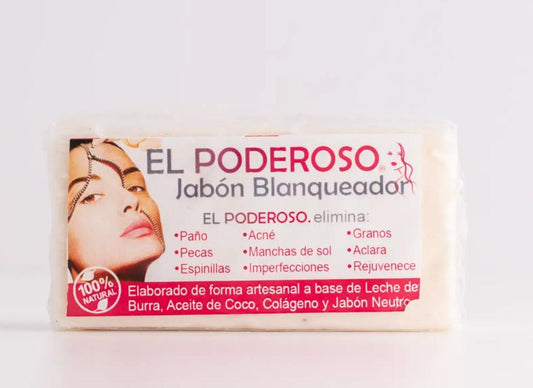 EL PODEROSO®
Jabón Blanqueador
EL PODEROSO. elimina:
•Paño •Acné •Granos
•Pecas •Manchas de sol •Aclara
•Espinillas •Imperfecciones •Rejuvenece
100%
NATURAL
Elaborado de forma artesanal a base de Leche de
Burra, Aceite de Coco, Colágeno y Jabón Neutro